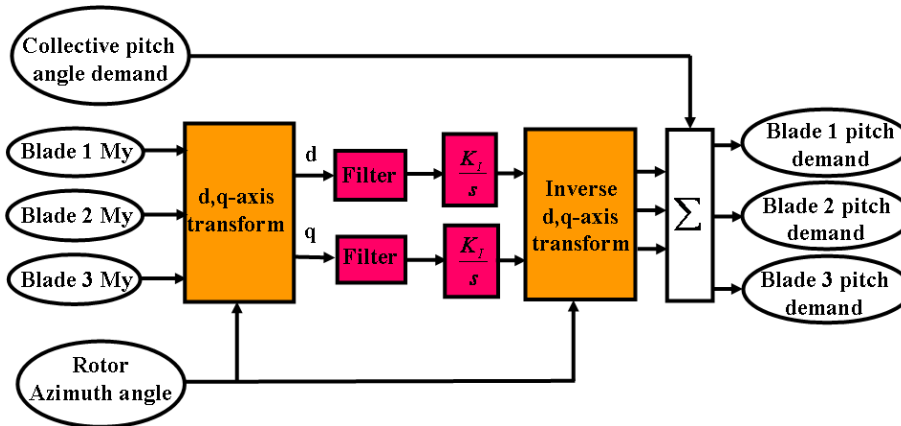 Collective pitch
angle demand
Blade 1 My
Blade 2 My
Blade 3 My
d,q-axis
transform
d
q
Filter
Filter
K_I
s
K_I
s
Inverse
d,q-axis
transform
Σ
Blade 1 pitch
demand
Blade 2 pitch
demand
Blade 3 pitch
demand
Rotor
Azimuth angle